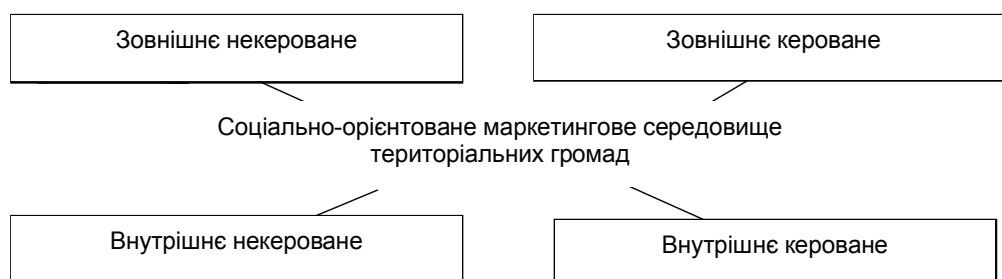 Зовнішнє некероване
Зовнішнє кероване
Соціально-орієнтоване маркетингове середовище
територіальних громад
Внутрішнє некероване
Внутрішнє кероване